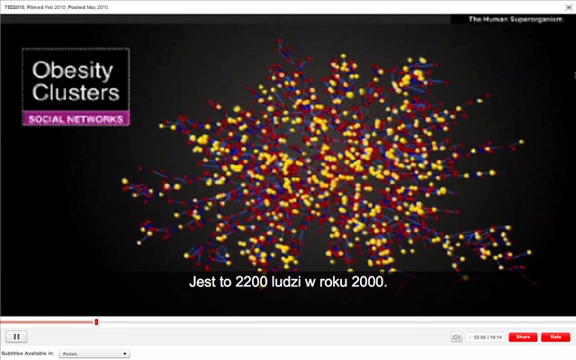 TED2010, Filmed Feb 2010; Posted May 2010
The Human Superorganism
Obesity
Clusters
SOCIAL NETWORKS
Jest to 2200 ludzi w roku 2000.
02:56 | 18:14
Share
Rate
Subtitles Available in:
Polish